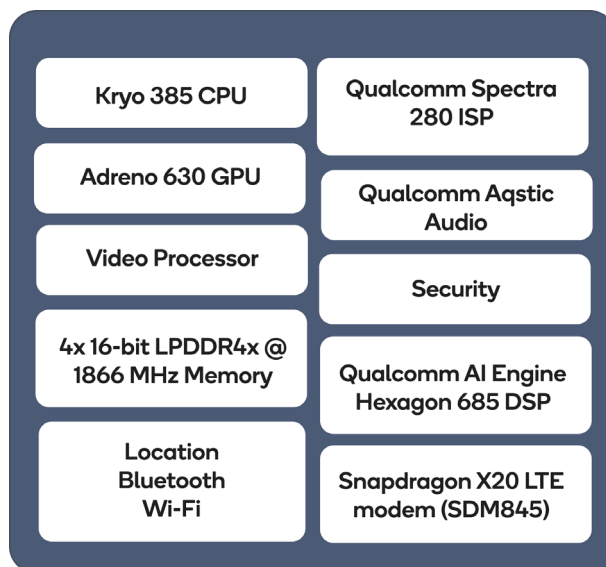 Kryo 385 CPU
Adreno 630 GPU
Video Processor
4x 16-bit LPDDR4x @
1866 MHz Memory
Location
Bluetooth
Wi-Fi
Qualcomm Spectra
280 ISP
Qualcomm Aqstic
Audio
Security
Qualcomm AI Engine
Hexagon 685 DSP
Snapdragon X20 LTE
modem (SDM845)